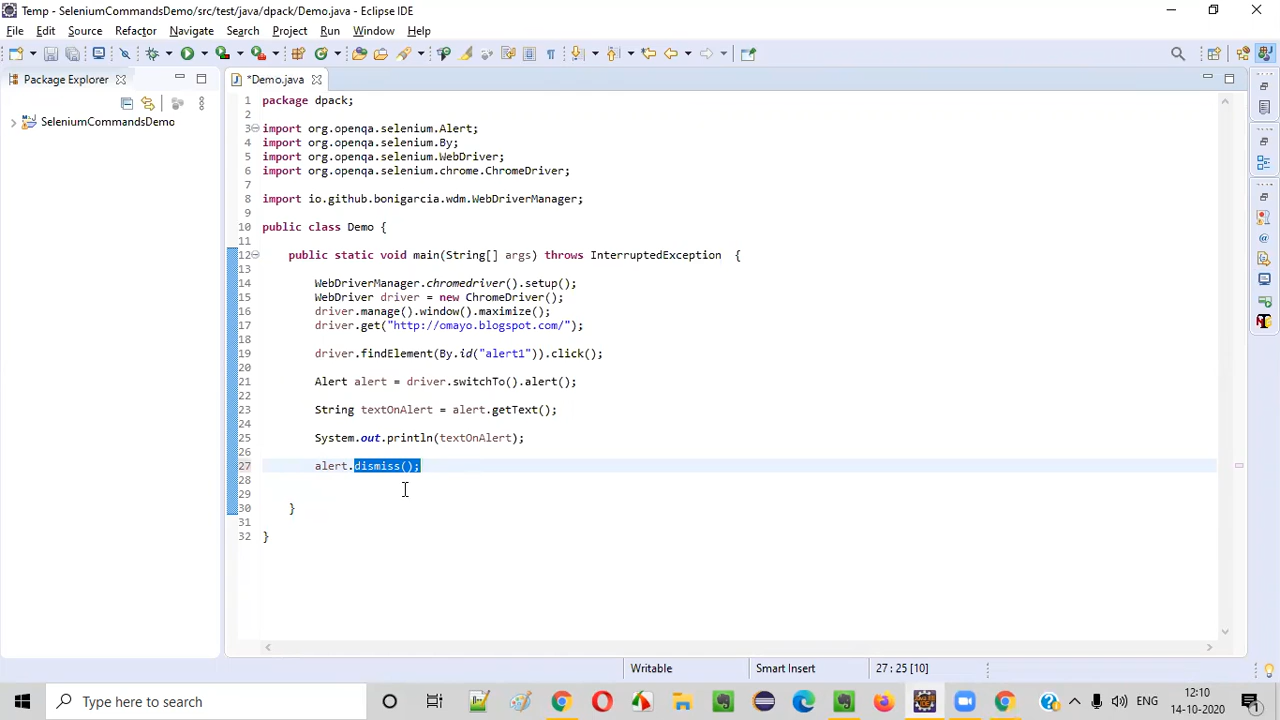 Temp - SeleniumCommandsDemo/src/test/java/dpack/Demo.java - Eclipse IDE
File Edit Source Refactor Navigate Search Project Run Window Help
Package Explorer
*Demo.java
SeleniumCommandsDemo
1 package dpack;
2
3 import org.openqa.selenium.Alert;
4 import org.openqa.selenium.By;
5 import org.openqa.selenium.WebDriver;
6 import org.openqa.selenium.chrome.ChromeDriver;
7
8 import io.github.bonigarcia.wdm.WebDriverManager;
9
10 public class Demo {
11
12 public static void main(String[] args) throws InterruptedException {
13
14 WebDriverManager.chromedriver().setup();
15 WebDriver driver = new ChromeDriver();
16 driver.manage().window().maximize();
17 driver.get("http://omayo.blogspot.com/");
18
19 driver.findElement(By.id("alert1")).click();
20
21 Alert alert = driver.switchTo().alert();
22
23 String textOnAlert = alert.getText();
24
25 System.out.println(textOnAlert);
26
27 alert.dismiss();
28
29
30 }
31
32 }
Writable Smart Insert 27 : 25 [10]
Type here to search
ENG
12:10
14-10-2020